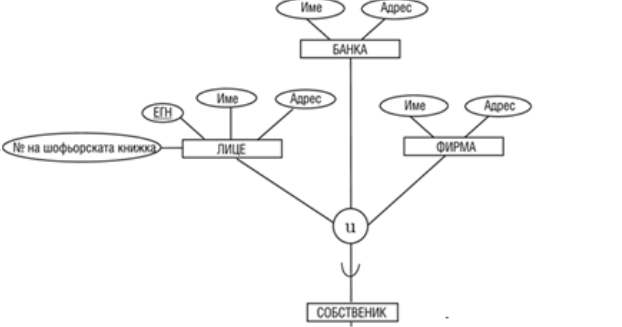 Име
Адрес
БАНКА
ЕГН
Име
Адрес
Име
Адрес
№ на шофьорската книжка
ЛИЦЕ
ФИРМА
u
СОБСТВЕНИК